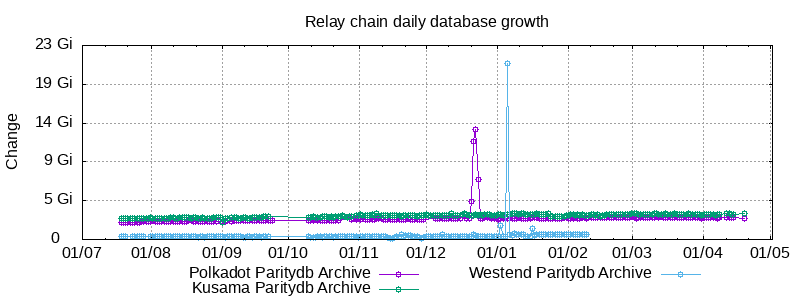 Relay chain daily database growth
23 Gi
19 Gi
14 Gi
9 Gi
5 Gi
0
Change
01/07 01/08 01/09 01/10 01/11 01/12 01/01 01/02 01/03 01/04 01/05
Polkadot Paritydb Archive Westend Paritydb Archive
Kusama Paritydb Archive